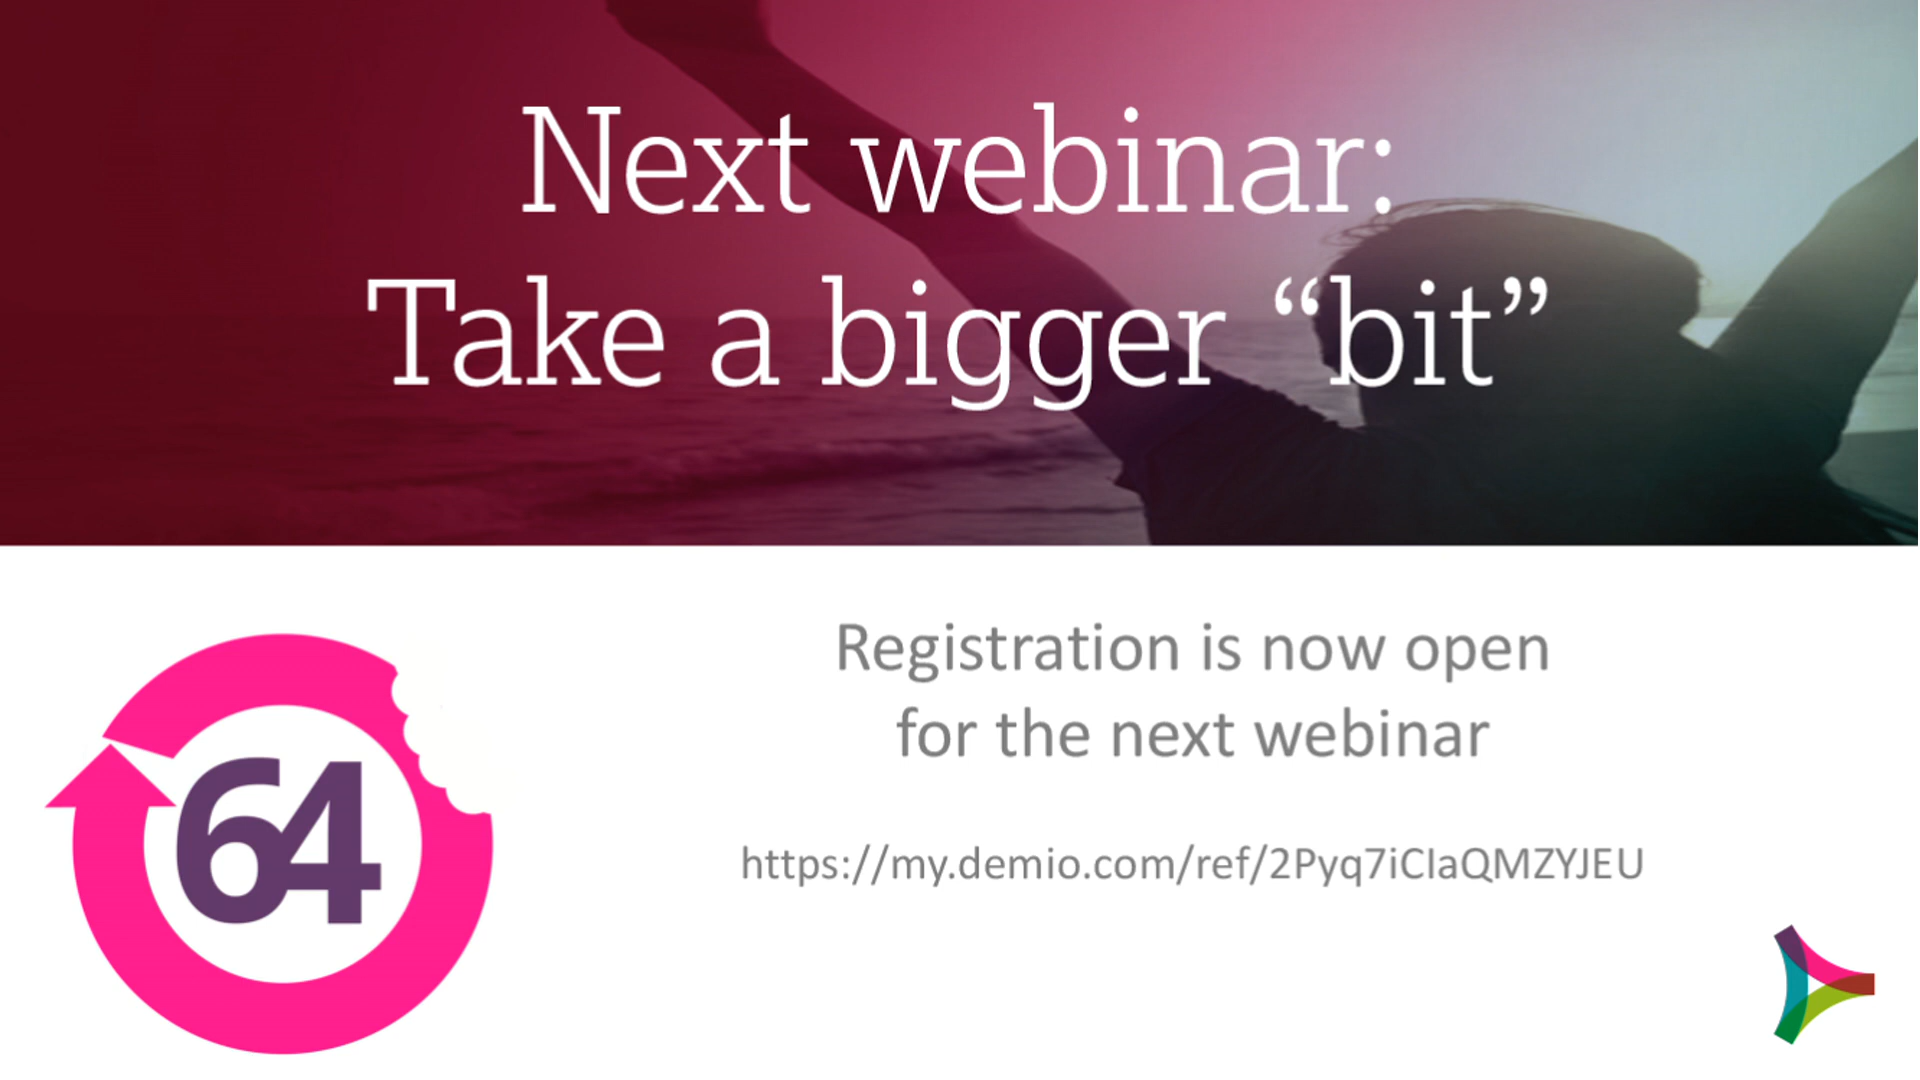 Next webinar:
Take a bigger “bit”
Registration is now open
for the next webinar
https://my.demio.com/ref/2Pyq7iCIaQMZYJEU
64